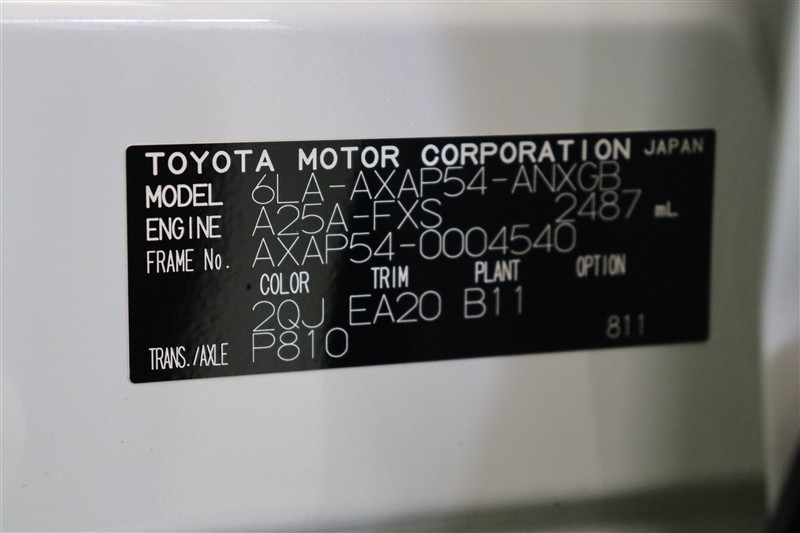 TOYOTA MOTOR CORPORATION JAPAN
MODEL 6LA-AXAP54-ANXGB
ENGINE A25A-FXS 2487 mL
FRAME No. AXAP54-0004540
COLOR TRIM PLANT OPTION
2QJ EA20 B11
TRANS./AXLE P810 811